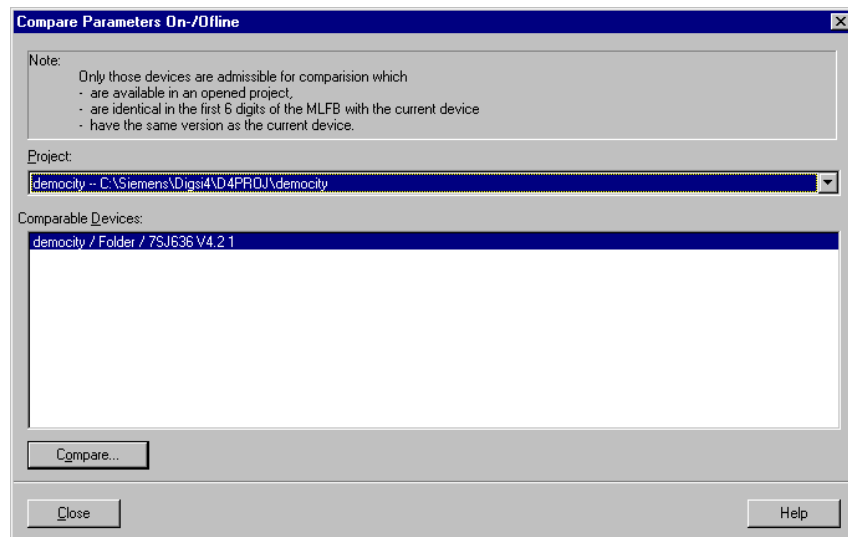 Compare Parameters On-/Ofline
Note:
Only those devices are admissible for comparision which
- are available in an opened project,
- are identical in the first 6 digits of the MLFB with the current device
- have the same version as the current device.
Project:
democity -- C:\Siemens\Digsi4\D4PROJ\democity
Comparable Devices:
democity / Folder / 7SJ636 V4.2 1
Compare...
Close
Help